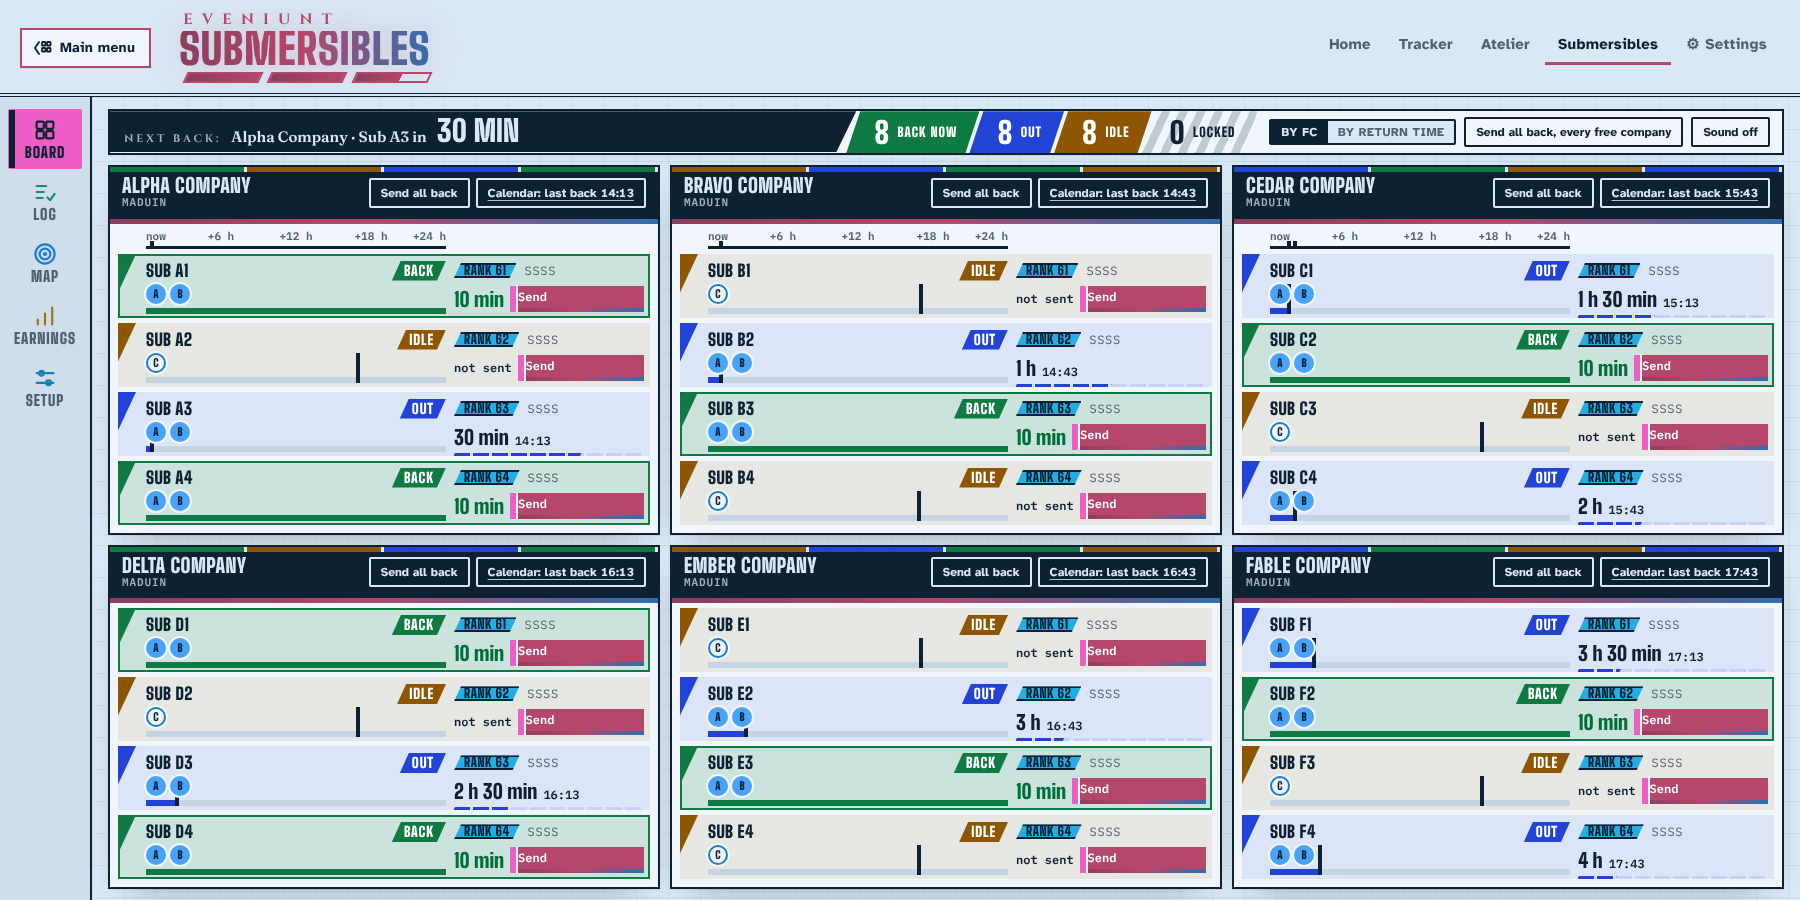 Main menu
EVENIUNT
SUBMERSIBLES
Home Tracker Atelier Submersibles ⚙ Settings
BOARD
LOG
MAP
EARNINGS
SETUP
NEXT BACK: Alpha Company · Sub A3 in 30 MIN
8 BACK NOW 8 OUT 8 IDLE 0 LOCKED
BY FC BY RETURN TIME Send all back, every free company Sound off
ALPHA COMPANY
MADUIN
Send all back Calendar: last back 14:13
now +6 h +12 h +18 h +24 h
SUB A1 BACK RANK 61 SSSS
A B 10 min Send
SUB A2 IDLE RANK 62 SSSS
C not sent Send
SUB A3 OUT RANK 63 SSSS
A B 30 min 14:13
SUB A4 BACK RANK 64 SSSS
A B 10 min Send
BRAVO COMPANY
MADUIN
Send all back Calendar: last back 14:43
now +6 h +12 h +18 h +24 h
SUB B1 IDLE RANK 61 SSSS
C not sent Send
SUB B2 OUT RANK 62 SSSS
A B 1 h 14:43
SUB B3 BACK RANK 63 SSSS
A B 10 min Send
SUB B4 IDLE RANK 64 SSSS
C not sent Send
CEDAR COMPANY
MADUIN
Send all back Calendar: last back 15:43
now +6 h +12 h +18 h +24 h
SUB C1 OUT RANK 61 SSSS
A B 1 h 30 min 15:13
SUB C2 BACK RANK 62 SSSS
A B 10 min Send
SUB C3 IDLE RANK 63 SSSS
C not sent Send
SUB C4 OUT RANK 64 SSSS
A B 2 h 15:43
DELTA COMPANY
MADUIN
Send all back Calendar: last back 16:13
SUB D1 BACK RANK 61 SSSS
A B 10 min Send
SUB D2 IDLE RANK 62 SSSS
C not sent Send
SUB D3 OUT RANK 63 SSSS
A B 2 h 30 min 16:13
SUB D4 BACK RANK 64 SSSS
A B 10 min Send
EMBER COMPANY
MADUIN
Send all back Calendar: last back 16:43
SUB E1 IDLE RANK 61 SSSS
C not sent Send
SUB E2 OUT RANK 62 SSSS
A B 3 h 16:43
SUB E3 BACK RANK 63 SSSS
A B 10 min Send
SUB E4 IDLE RANK 64 SSSS
C not sent Send
FABLE COMPANY
MADUIN
Send all back Calendar: last back 17:43
SUB F1 OUT RANK 61 SSSS
A B 3 h 30 min 17:13
SUB F2 BACK RANK 62 SSSS
A B 10 min Send
SUB F3 IDLE RANK 63 SSSS
C not sent Send
SUB F4 OUT RANK 64 SSSS
A B 4 h 17:43